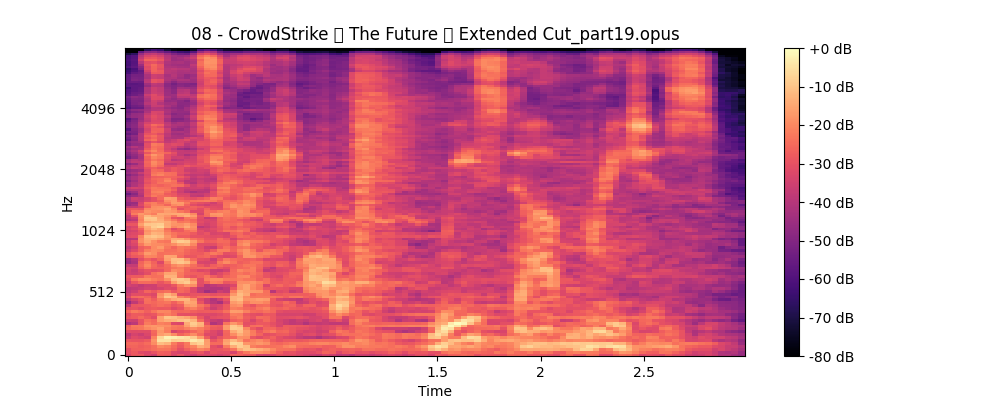 08 - CrowdStrike ▯ The Future ▯ Extended Cut_part19.opus
+0 dB
4096
-10 dB
-20 dB
2048
-30 dB
Hz
1024
-40 dB
-50 dB
512
-60 dB
-70 dB
0
-80 dB
0 0.5 1 1.5 2 2.5
Time